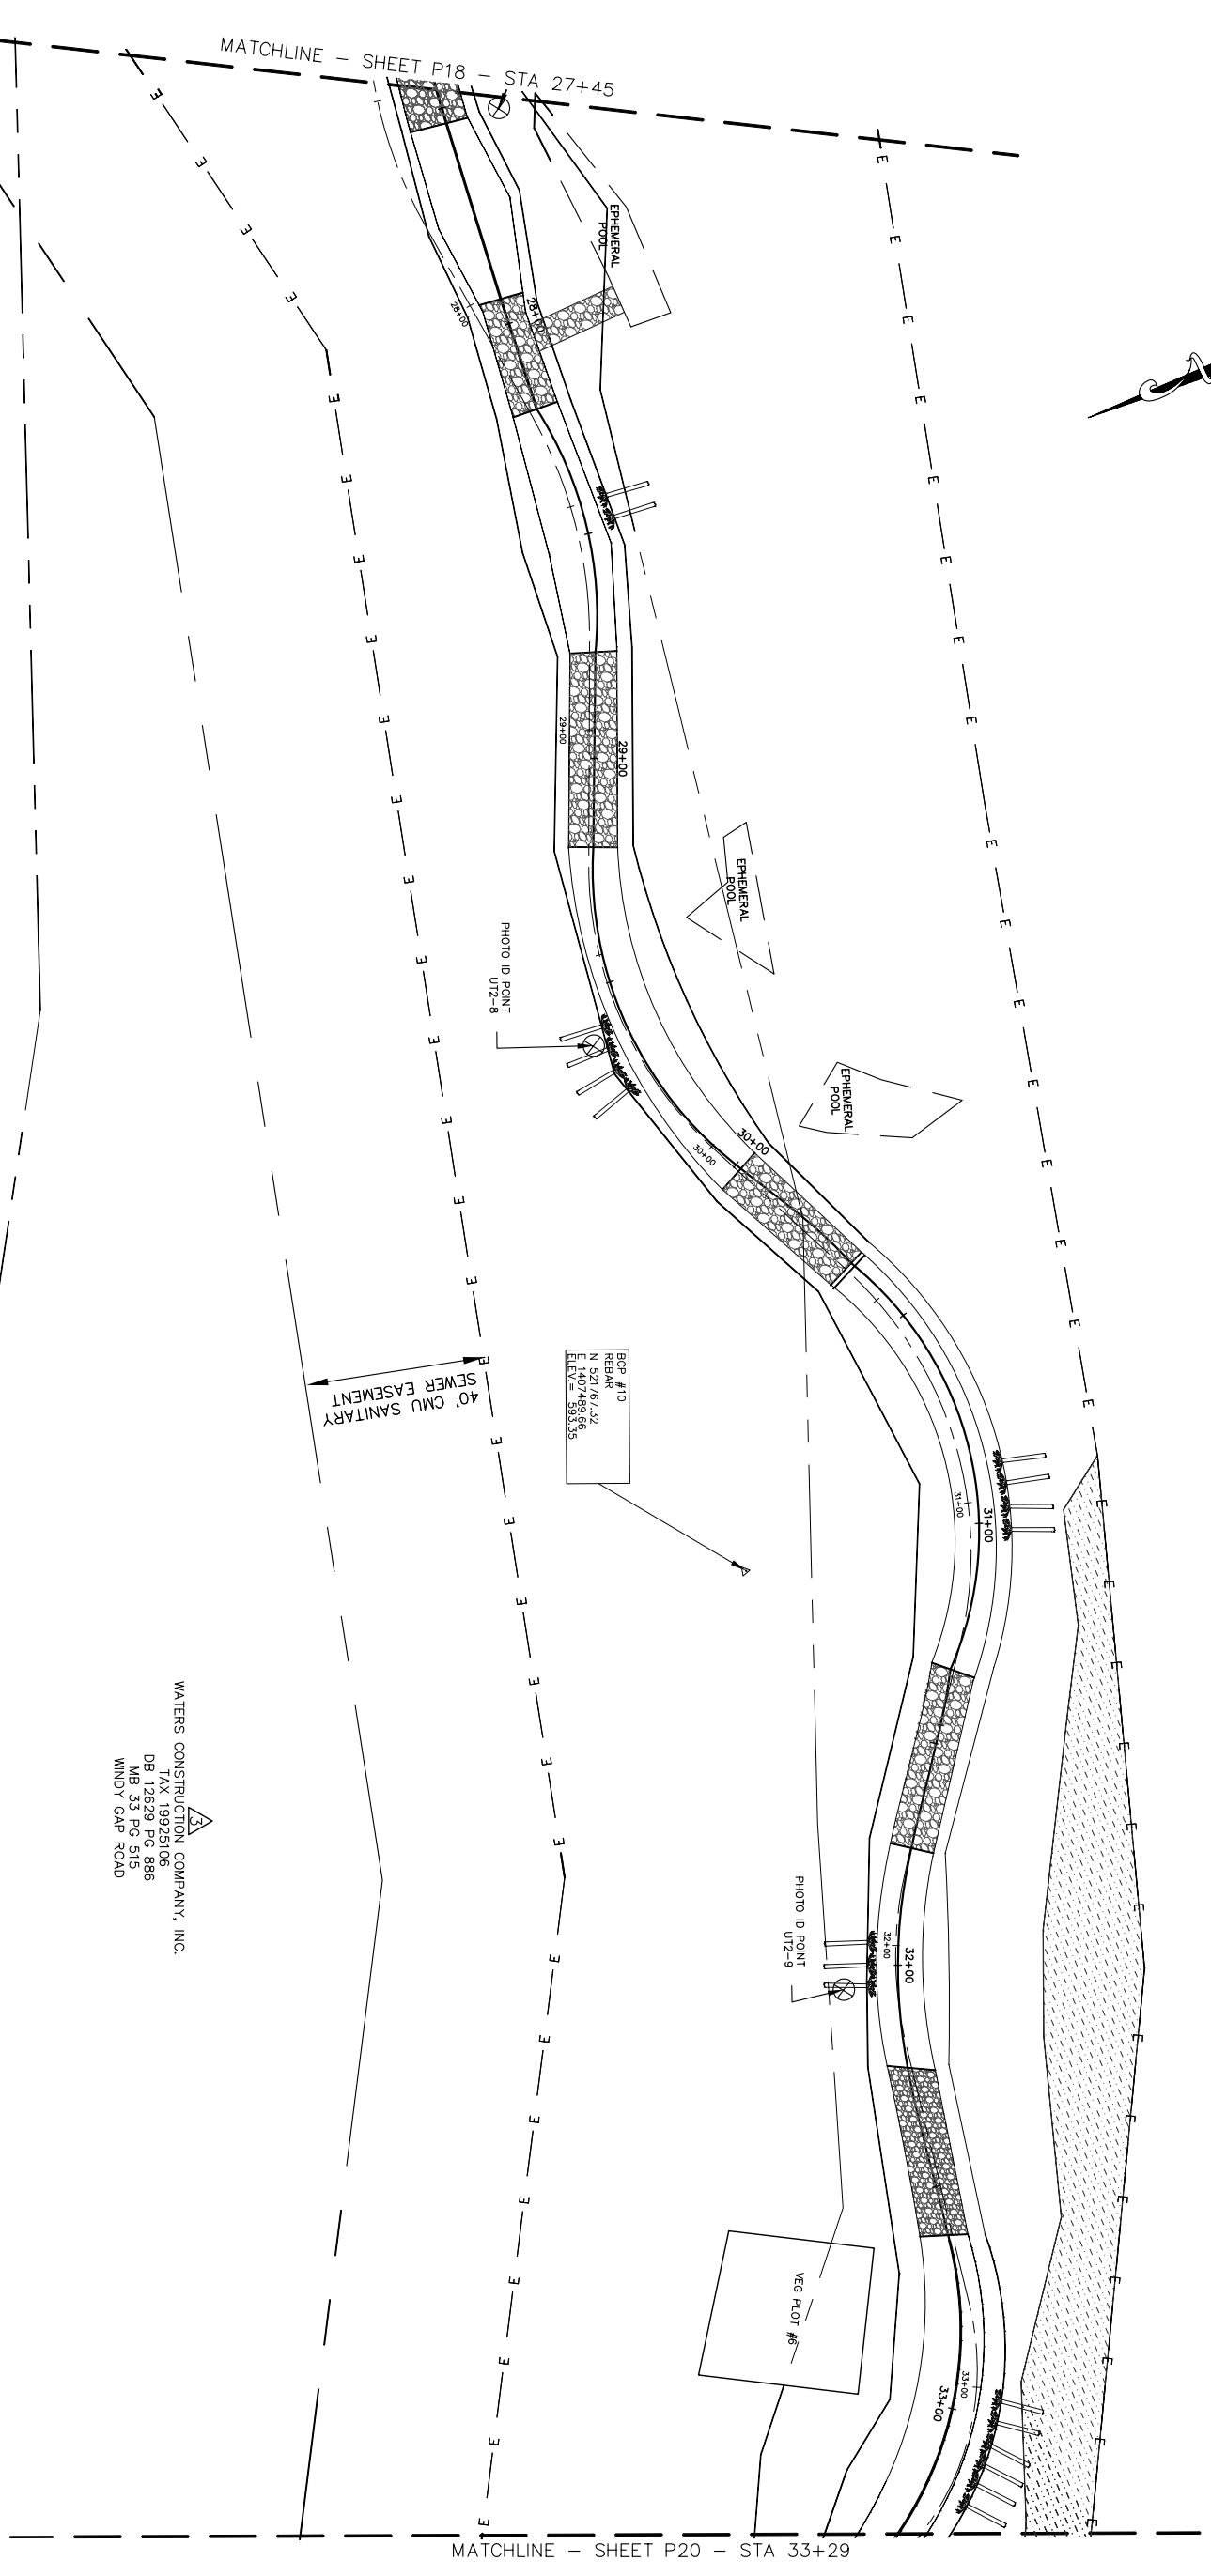 MATCHLINE – SHEET P18 – STA 27+45
EPHEMERAL
POOL
28+00
28+00
29+00
29+00
EPHEMERAL
POOL
PHOTO ID POINT
UT2-8
EPHEMERAL
POOL
30+00
30+00
BCP #10
REBAR
N 521767.32
E 1407489.66
ELEV.= 593.35
40' CMU SANITARY
SEWER EASEMENT
31+00
31+00
3
WATERS CONSTRUCTION COMPANY, INC.
TAX 19925106
DB 12629 PG 886
MB 33 PG 515
WINDY GAP ROAD
PHOTO ID POINT
UT2-9
32+00
32+00
VEG PLOT #6
33+00
33+00
MATCHLINE – SHEET P20 – STA 33+29